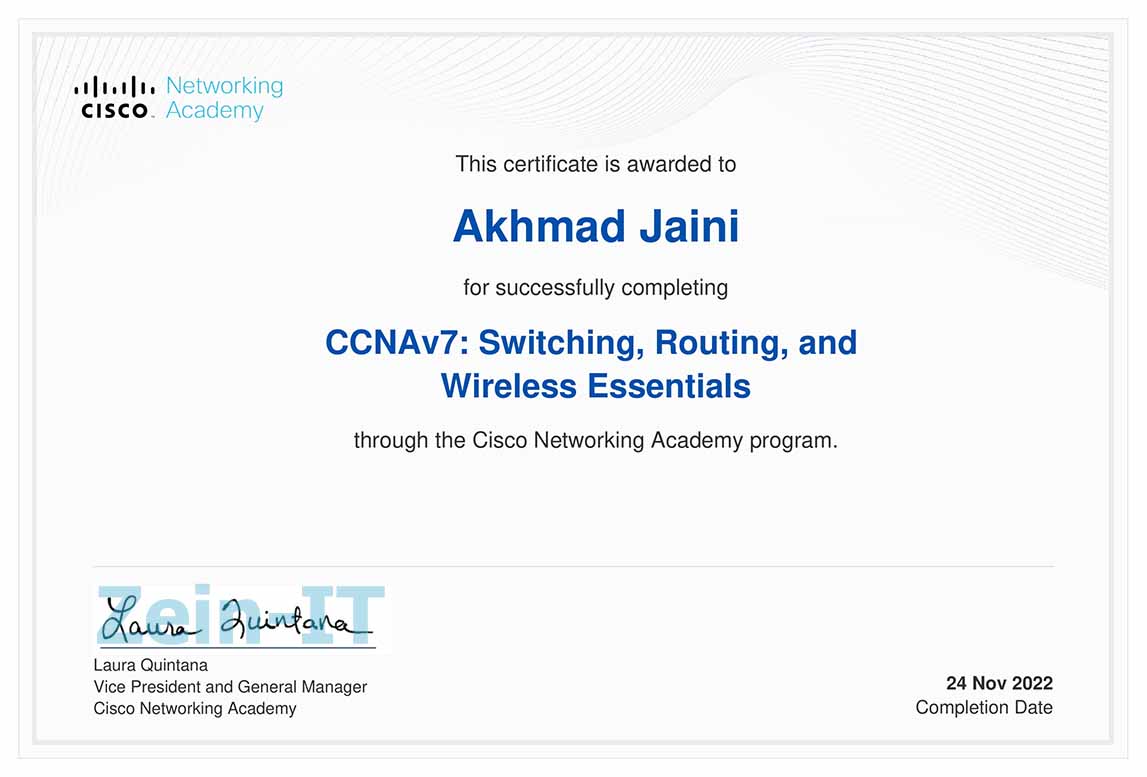 CISCO Networking Academy
This certificate is awarded to
Akhmad Jaini
for successfully completing
CCNAv7: Switching, Routing, and
Wireless Essentials
through the Cisco Networking Academy program.
Zein-IT
Laura Quintana
Laura Quintana
Vice President and General Manager
Cisco Networking Academy
24 Nov 2022
Completion Date